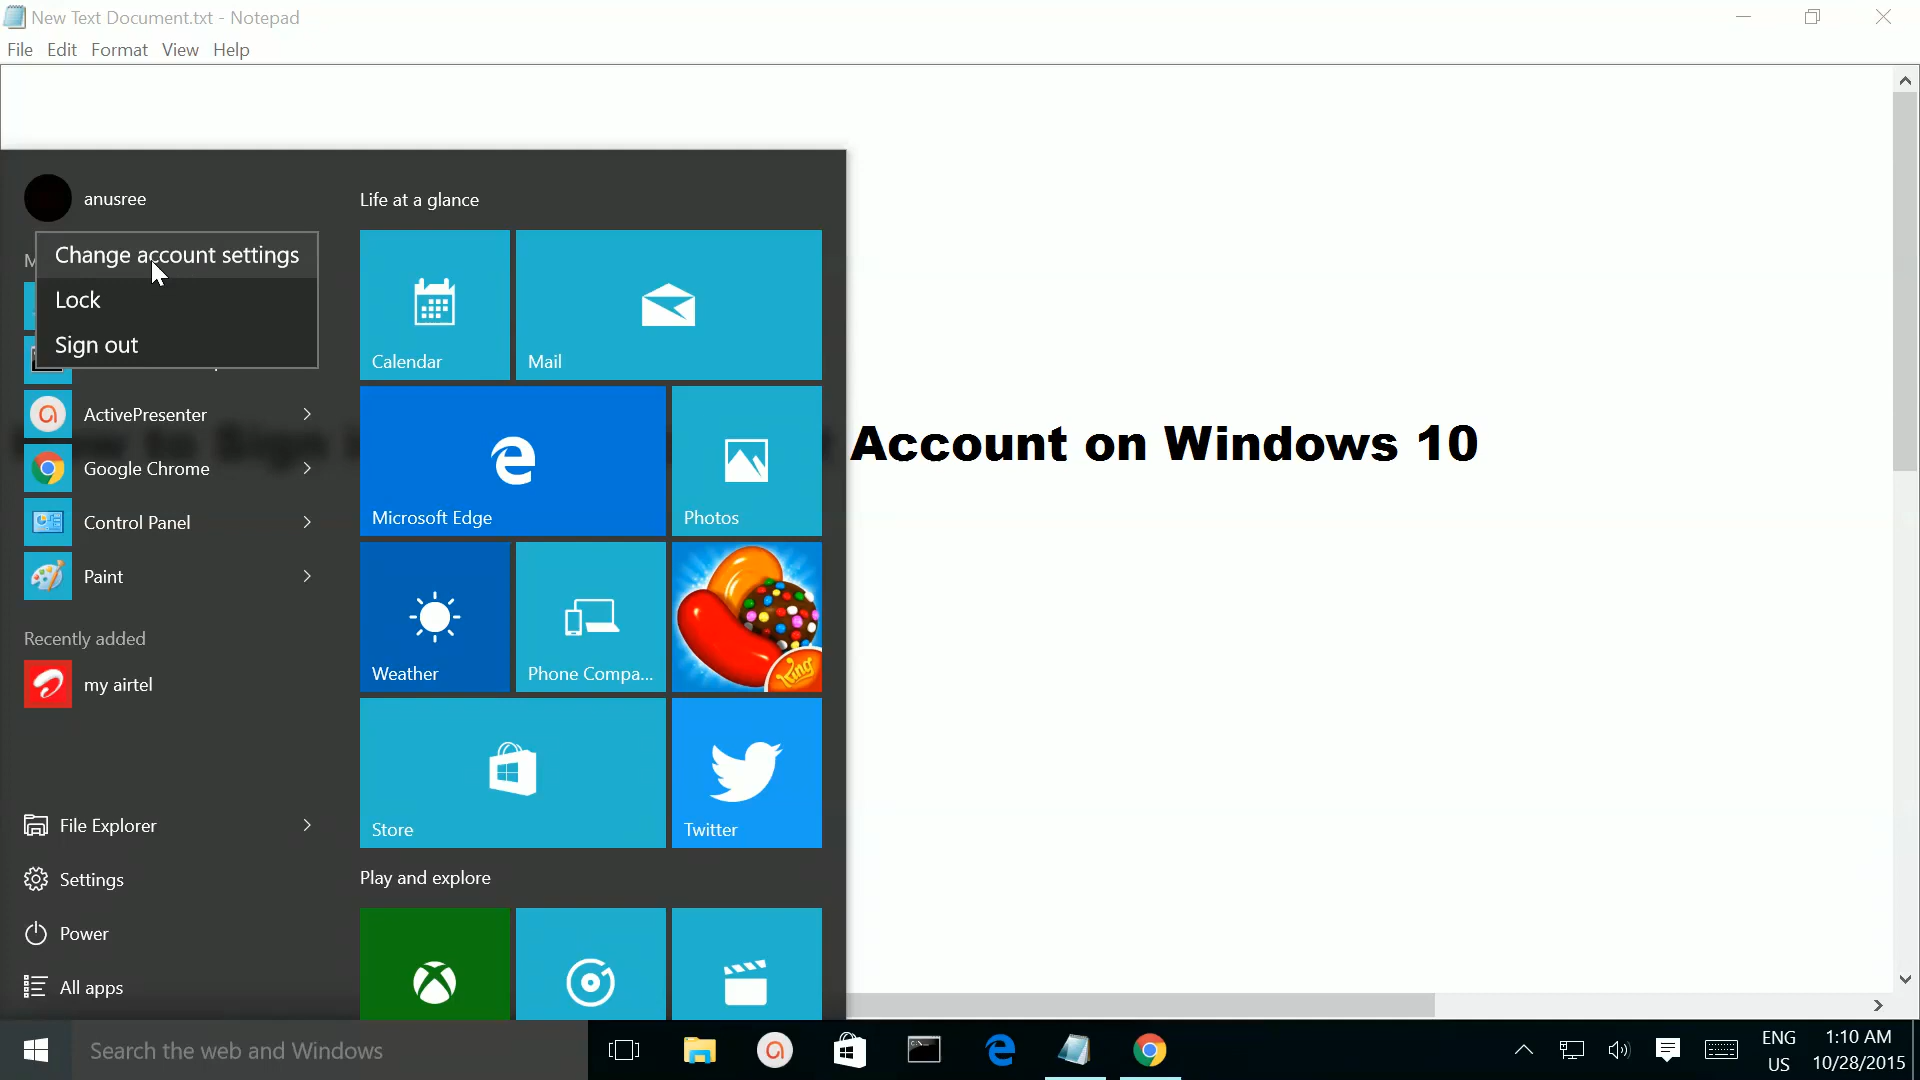 New Text Document.txt - Notepad
File Edit Format View Help
anusree
Change account settings
Lock
Sign out
ActivePresenter
Google Chrome
Control Panel
Paint
Recently added
my airtel
File Explorer
Settings
Power
All apps
Life at a glance
Calendar
Mail
Microsoft Edge
Photos
Weather
Phone Compa...
King
Store
Twitter
Play and explore
Account on Windows 10
Search the web and Windows
ENG
US
1:10 AM
10/28/2015